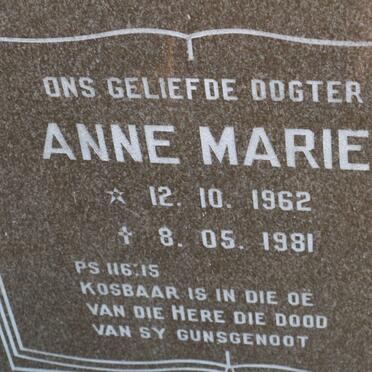 ONS GELIEFDE DOGTER
ANNE MARIE
☆ 12. 10. 1962
✝ 8. 05. 1981
PS 116:15
KOSBAAR IS IN DIE OË
VAN DIE HERE DIE DOOD
VAN SY GUNSGENOOT